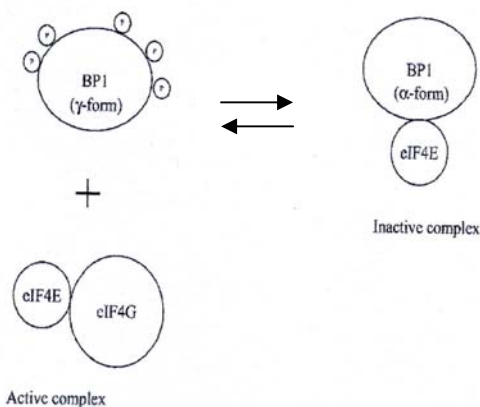 P
P
P
P
P
BP1
(γ-form)
BP1
(α-form)
eIF4E
+
Inactive complex
eIF4E
eIF4G
Active complex